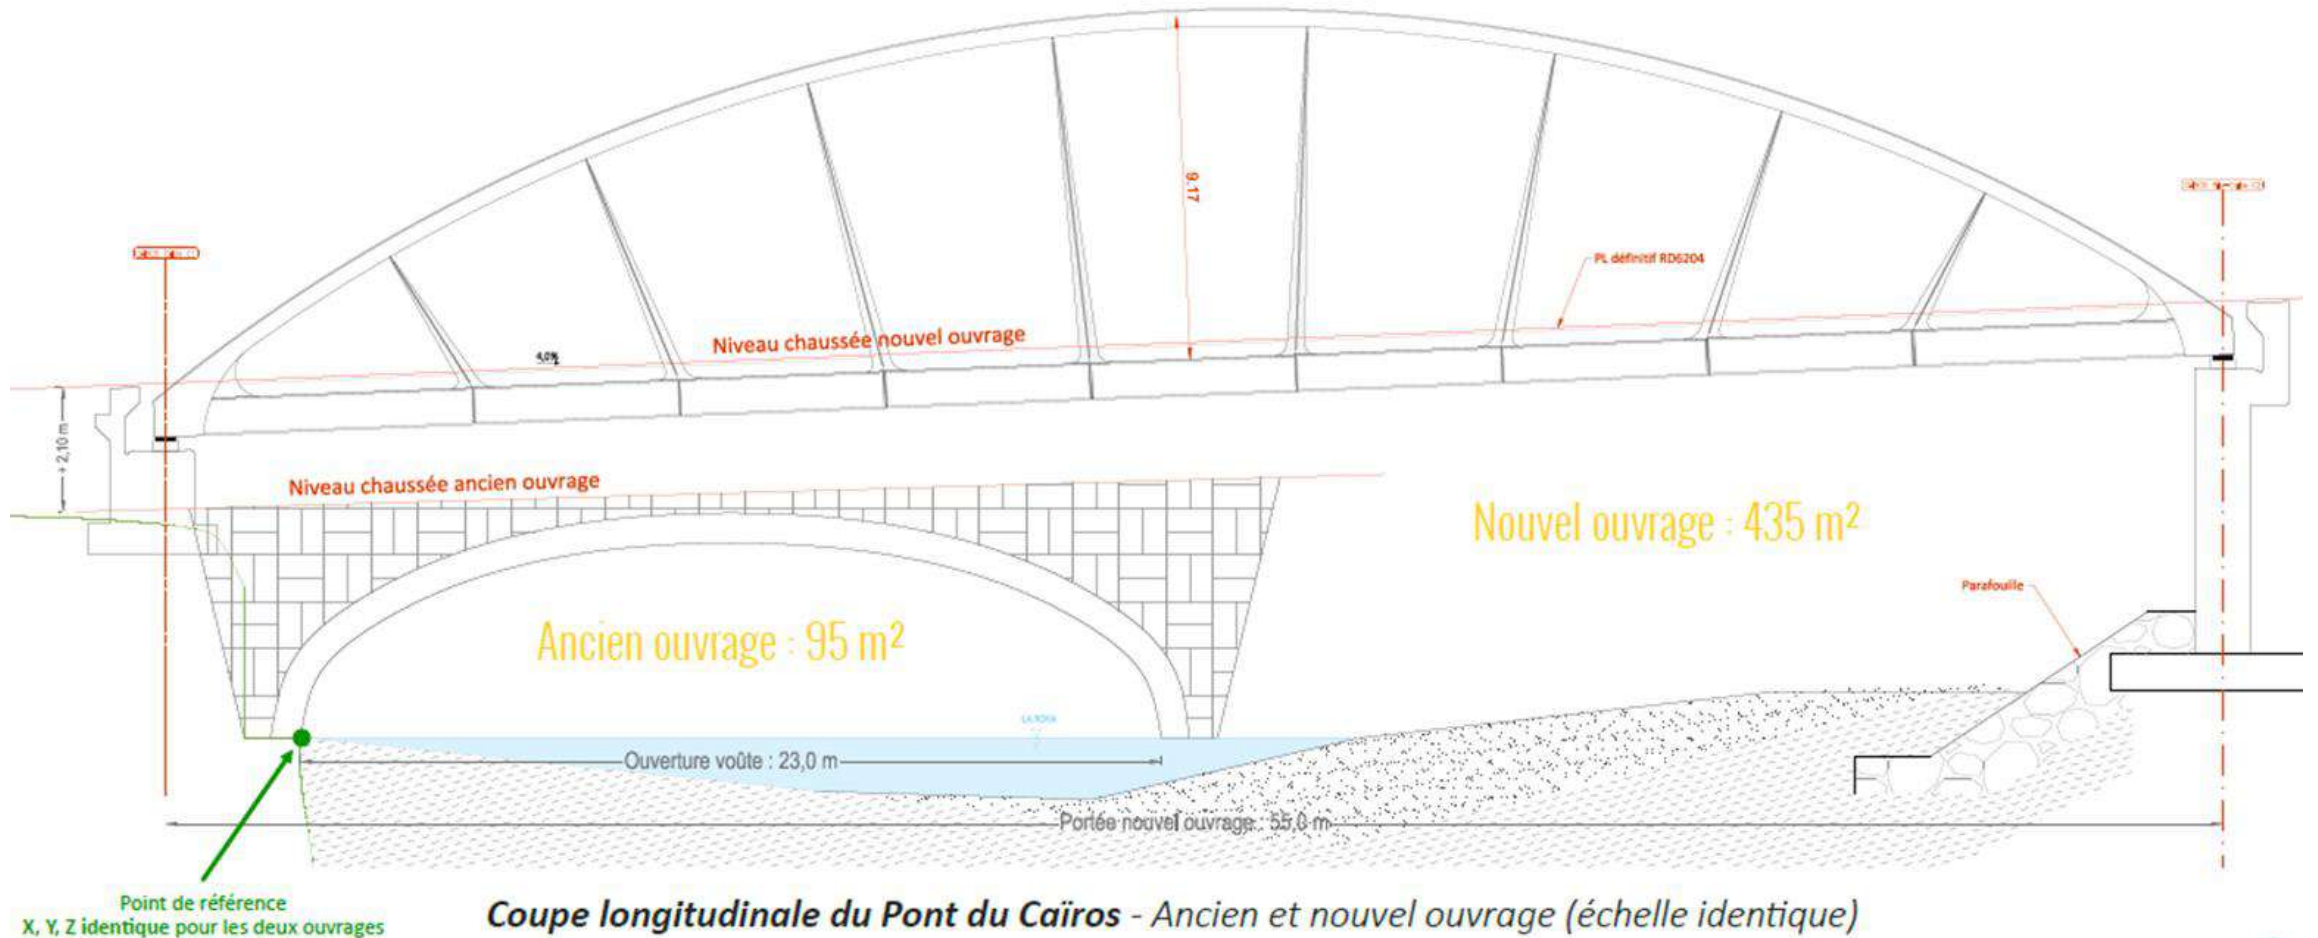 9.17
PL définitif RD6204
Niveau chaussée nouvel ouvrage
4,0%
+ 2,10 m
Niveau chaussée ancien ouvrage
Nouvel ouvrage : 435 m²
Parafouille
Ancien ouvrage : 95 m²
LA ROYA
Ouverture voûte : 23,0 m
Portée nouvel ouvrage : 55,0 m
Point de référence
X, Y, Z identique pour les deux ouvrages
Coupe longitudinale du Pont du Caïros - Ancien et nouvel ouvrage (échelle identique)